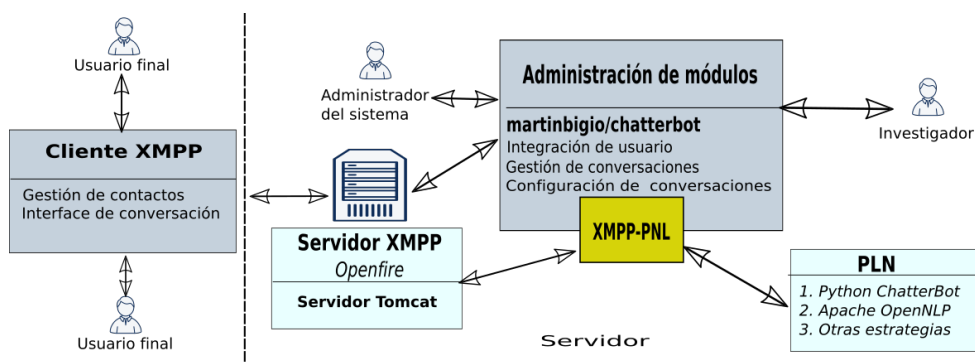 Usuario final
Cliente XMPP
Gestión de contactos
Interface de conversación
Usuario final
Administrador
del sistema
Administración de módulos
martinbigio/chatterbot
Integración de usuario
Gestión de conversaciones
Configuración de conversaciones
Investigador
XMPP-PNL
Servidor XMPP
Openfire
Servidor Tomcat
PLN
1. Python ChatterBot
2. Apache OpenNLP
3. Otras estrategias
Servidor